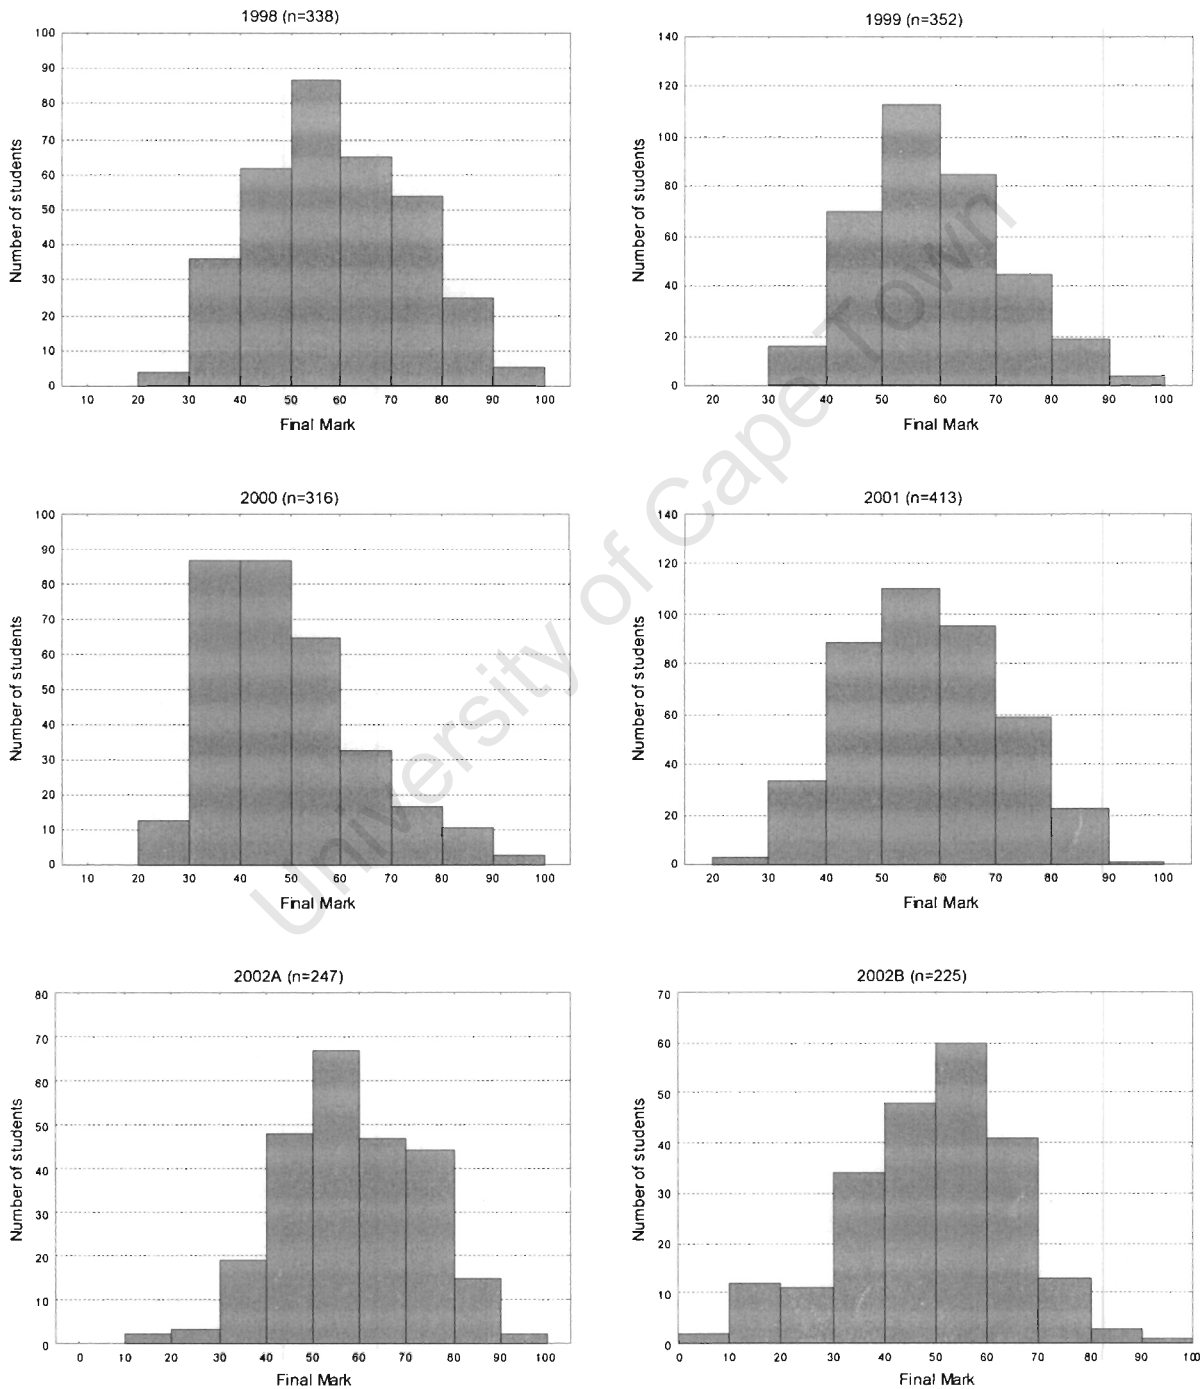 1998 (n=338)
100
90
80
70
60
50
40
30
20
10
0
Number of students
10 20 30 40 50 60 70 80 90 100
Final Mark
1999 (n=352)
140
120
100
80
60
40
20
0
Number of students
20 30 40 50 60 70 80 90 100
Final Mark
2000 (n=316)
100
90
80
70
60
50
40
30
20
10
0
Number of students
10 20 30 40 50 60 70 80 90 100
Final Mark
2001 (n=413)
140
120
100
80
60
40
20
0
Number of students
20 30 40 50 60 70 80 90 100
Final Mark
2002A (n=247)
80
70
60
50
40
30
20
10
0
Number of students
0 10 20 30 40 50 60 70 80 90 100
Final Mark
2002B (n=225)
70
60
50
40
30
20
10
0
Number of students
0 10 20 30 40 50 60 70 80 90 100
Final Mark
University of Cape Town